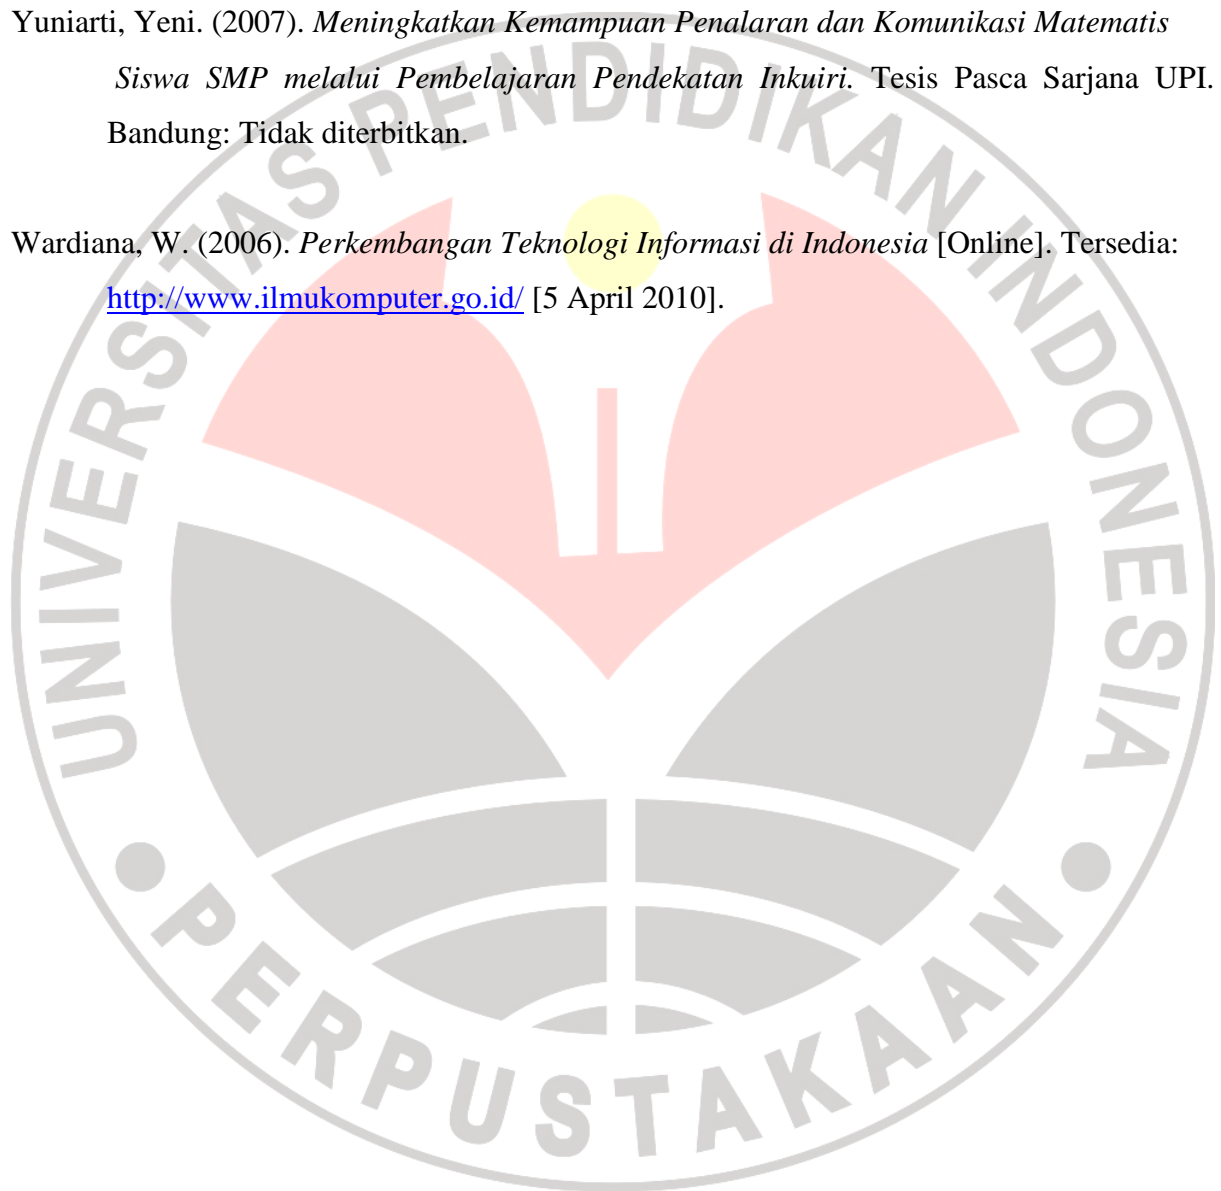 Yuniarti, Yeni. (2007). Meningkatkan Kemampuan Penalaran dan Komunikasi Matematis
Siswa SMP melalui Pembelajaran Pendekatan Inkuiri. Tesis Pasca Sarjana UPI.
Bandung: Tidak diterbitkan.
Wardiana, W. (2006). Perkembangan Teknologi Informasi di Indonesia [Online]. Tersedia:
http://www.ilmukomputer.go.id/ [5 April 2010].
UNIVERSITAS PENDIDIKAN INDONESIA
PERPUSTAKAAN